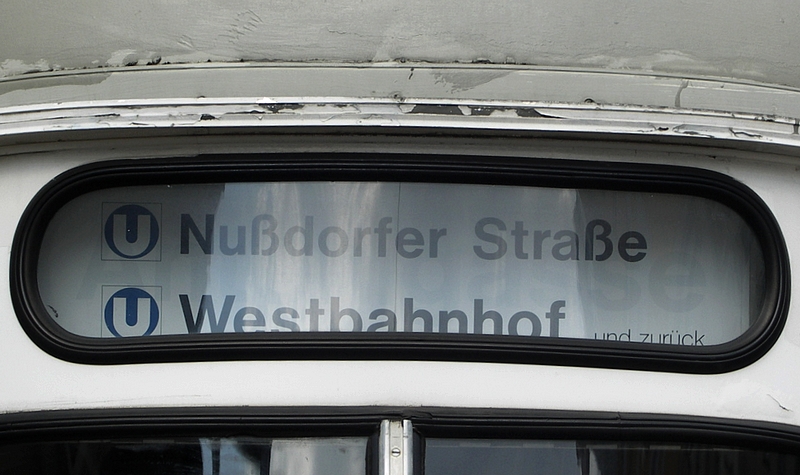 U Nußdorfer Straße
U Westbahnhof und zurück